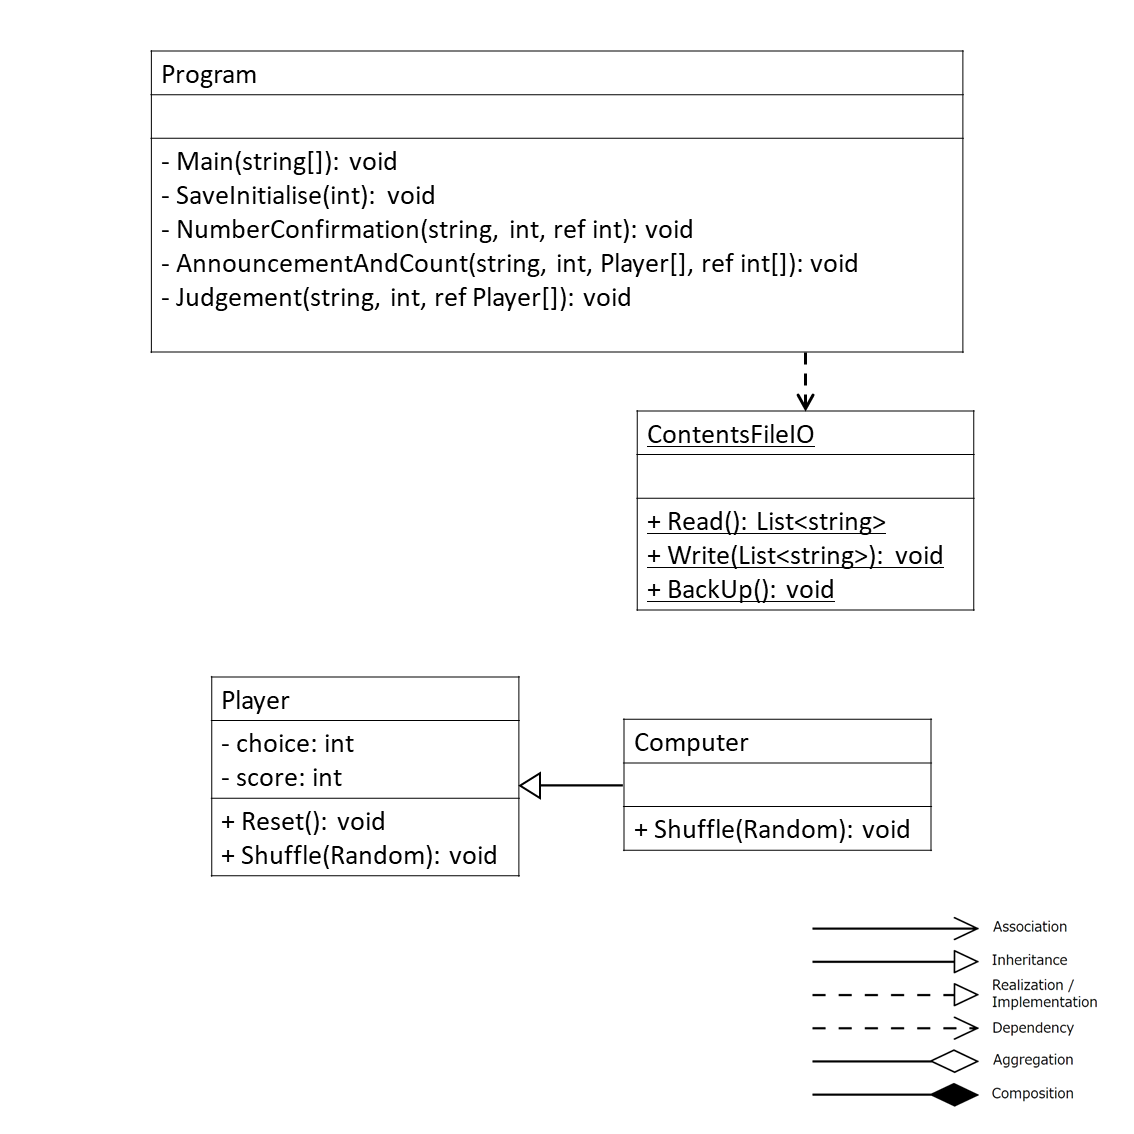 Program
- Main(string[]): void
- SaveInitialise(int): void
- NumberConfirmation(string, int, ref int): void
- AnnouncementAndCount(string, int, Player[], ref int[]): void
- Judgement(string, int, ref Player[]): void
ContentsFileIO
+ Read(): List<string>
+ Write(List<string>): void
+ BackUp(): void
Player
- choice: int
- score: int
+ Reset(): void
+ Shuffle(Random): void
Computer
+ Shuffle(Random): void
Association
Inheritance
Realization /
Implementation
Dependency
Aggregation
Composition